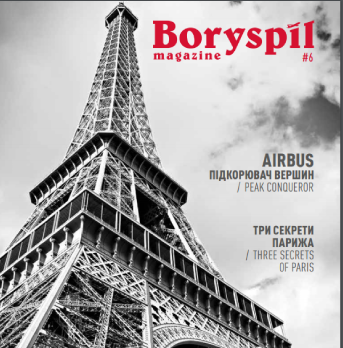 Boryspil
magazine
#6
AIRBUS
ПІДКОРЮВАЧ ВЕРШИН
/ PEAK CONQUEROR
ТРИ СЕКРЕТИ
ПАРИЖА
/ THREE SECRETS
OF PARIS